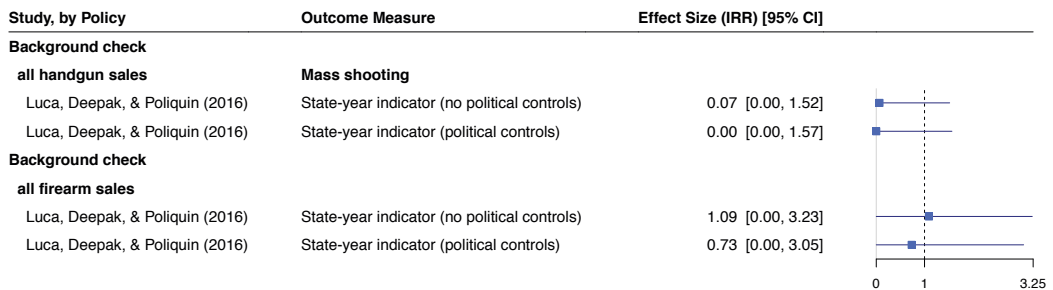 Study, by Policy Outcome Measure Effect Size (IRR) [95% CI]
Background check
all handgun sales Mass shooting
Luca, Deepak, & Poliquin (2016) State-year indicator (no political controls) 0.07 [0.00, 1.52]
Luca, Deepak, & Poliquin (2016) State-year indicator (political controls) 0.00 [0.00, 1.57]
Background check
all firearm sales
Luca, Deepak, & Poliquin (2016) State-year indicator (no political controls) 1.09 [0.00, 3.23]
Luca, Deepak, & Poliquin (2016) State-year indicator (political controls) 0.73 [0.00, 3.05]
0 1 3.25